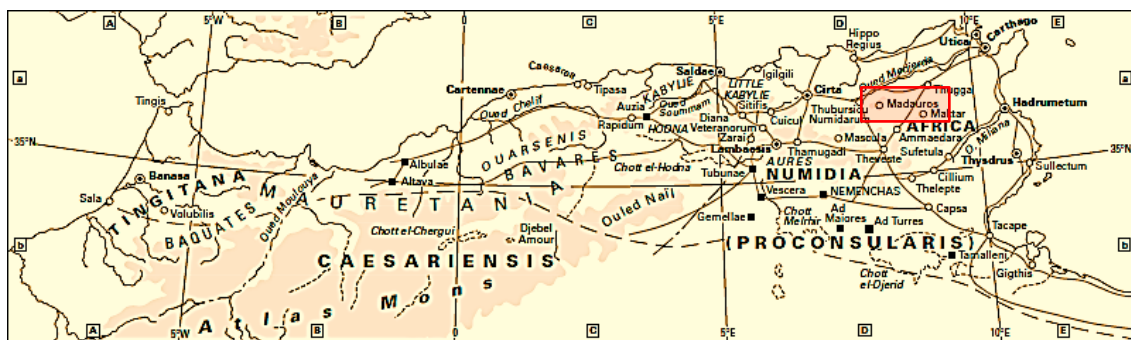 A
5°W
B
0
C
5°E
D
10°E
E
Hippo
Regius
Utica
Carthago
a
Caesarea
Saldae
Igilgili
Oued Medjerda
a
Tipasa
KABYLIE
LITTLE
KABYLIE
Cirta
Thugga
Cartennae
Auzia
Oued
Soummam
Sitifis
Thubursicu
Numidarum
Madauros
Hadrumetum
Tingis
Oued Chelif
Rapidum
HODNA
Diana
Veteranorum
Cuicul
Maktar
AFRICA
35°N
OUARSENIS
Zarai
Mascula
Ammaedara
O. Miliana
Lambaesis
Thamugadi
Sufetula
Thysdrus
35°N
Albulae
BAVARES
Chott el-Hodna
AURES
Theveste
Sullectum
Banasa
Altava
Tubunae
NUMIDIA
Cillium
Thelepte
Sala
TINGITANA
MAURETANIA
Vescera
NEMENCHAS
Volubilis
Oued Moulouya
Ouled Naïl
Capsa
BAQUATES
Gemellae
Chott
Melrhir
Ad
Maiores
Ad Turres
Tacape
b
Chott el-Chergui
Djebel
Amour
(PROCONSULARIS)
b
CAESARIENSIS
Tamalleni
Chott
el-Djerid
Gigthis
Atlas Mons
A
5°W
B
0
C
5°E
D
10°E
E